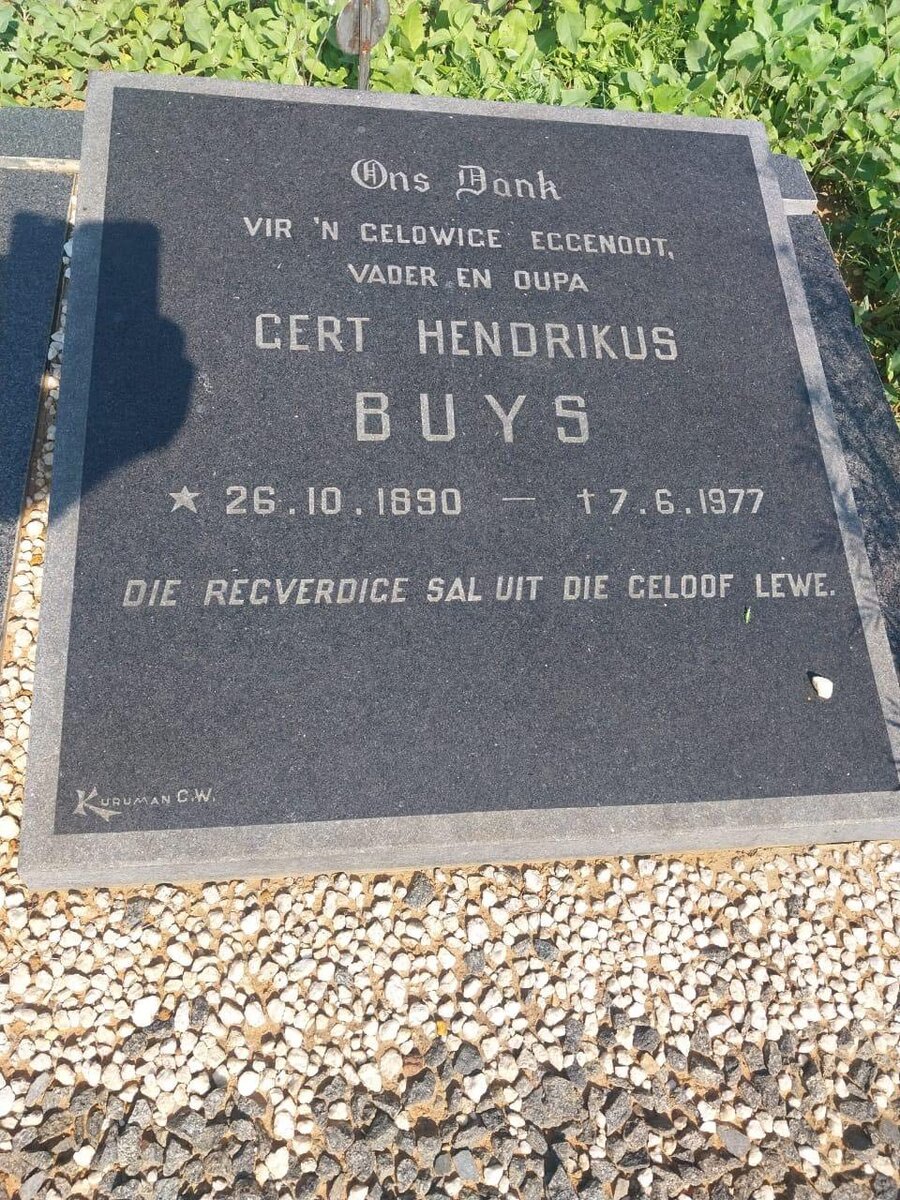 Ons Dank
VIR 'N GELOWIGE EGGENOOT,
VADER EN OUPA
GERT HENDRIKUS
BUYS
★ 26.10.1890 — † 7.6.1977
DIE REGVERDIGE SAL UIT DIE GELOOF LEWE.
KURUMAN G.W.